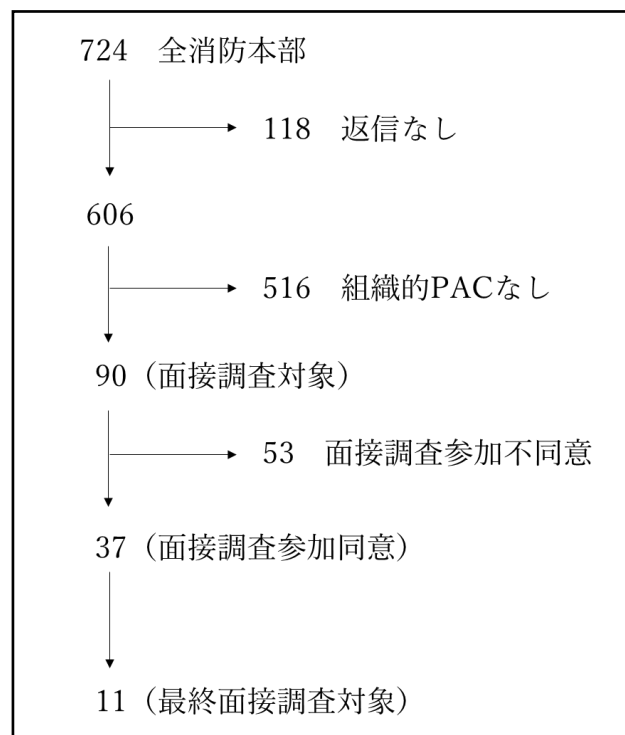 724 全消防本部
118 返信なし
606
516 組織的PACなし
90（面接調査対象）
53 面接調査参加不同意
37（面接調査参加同意）
11（最終面接調査対象）